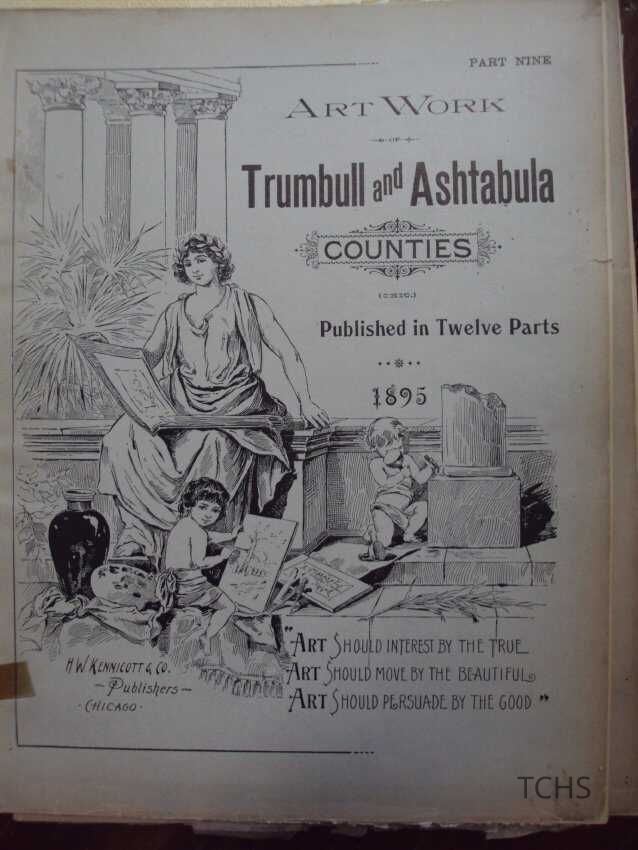 PART NINE
ART WORK
OF
Trumbull and Ashtabula
COUNTIES
(OHIO.)
Published in Twelve Parts
1895
"ART SHOULD INTEREST BY THE TRUE
ART SHOULD MOVE BY THE BEAUTIFUL
ART SHOULD PERSUADE BY THE GOOD"
H.W. KENNICOTT & CO.
- Publishers -
· CHICAGO ·
TCHS